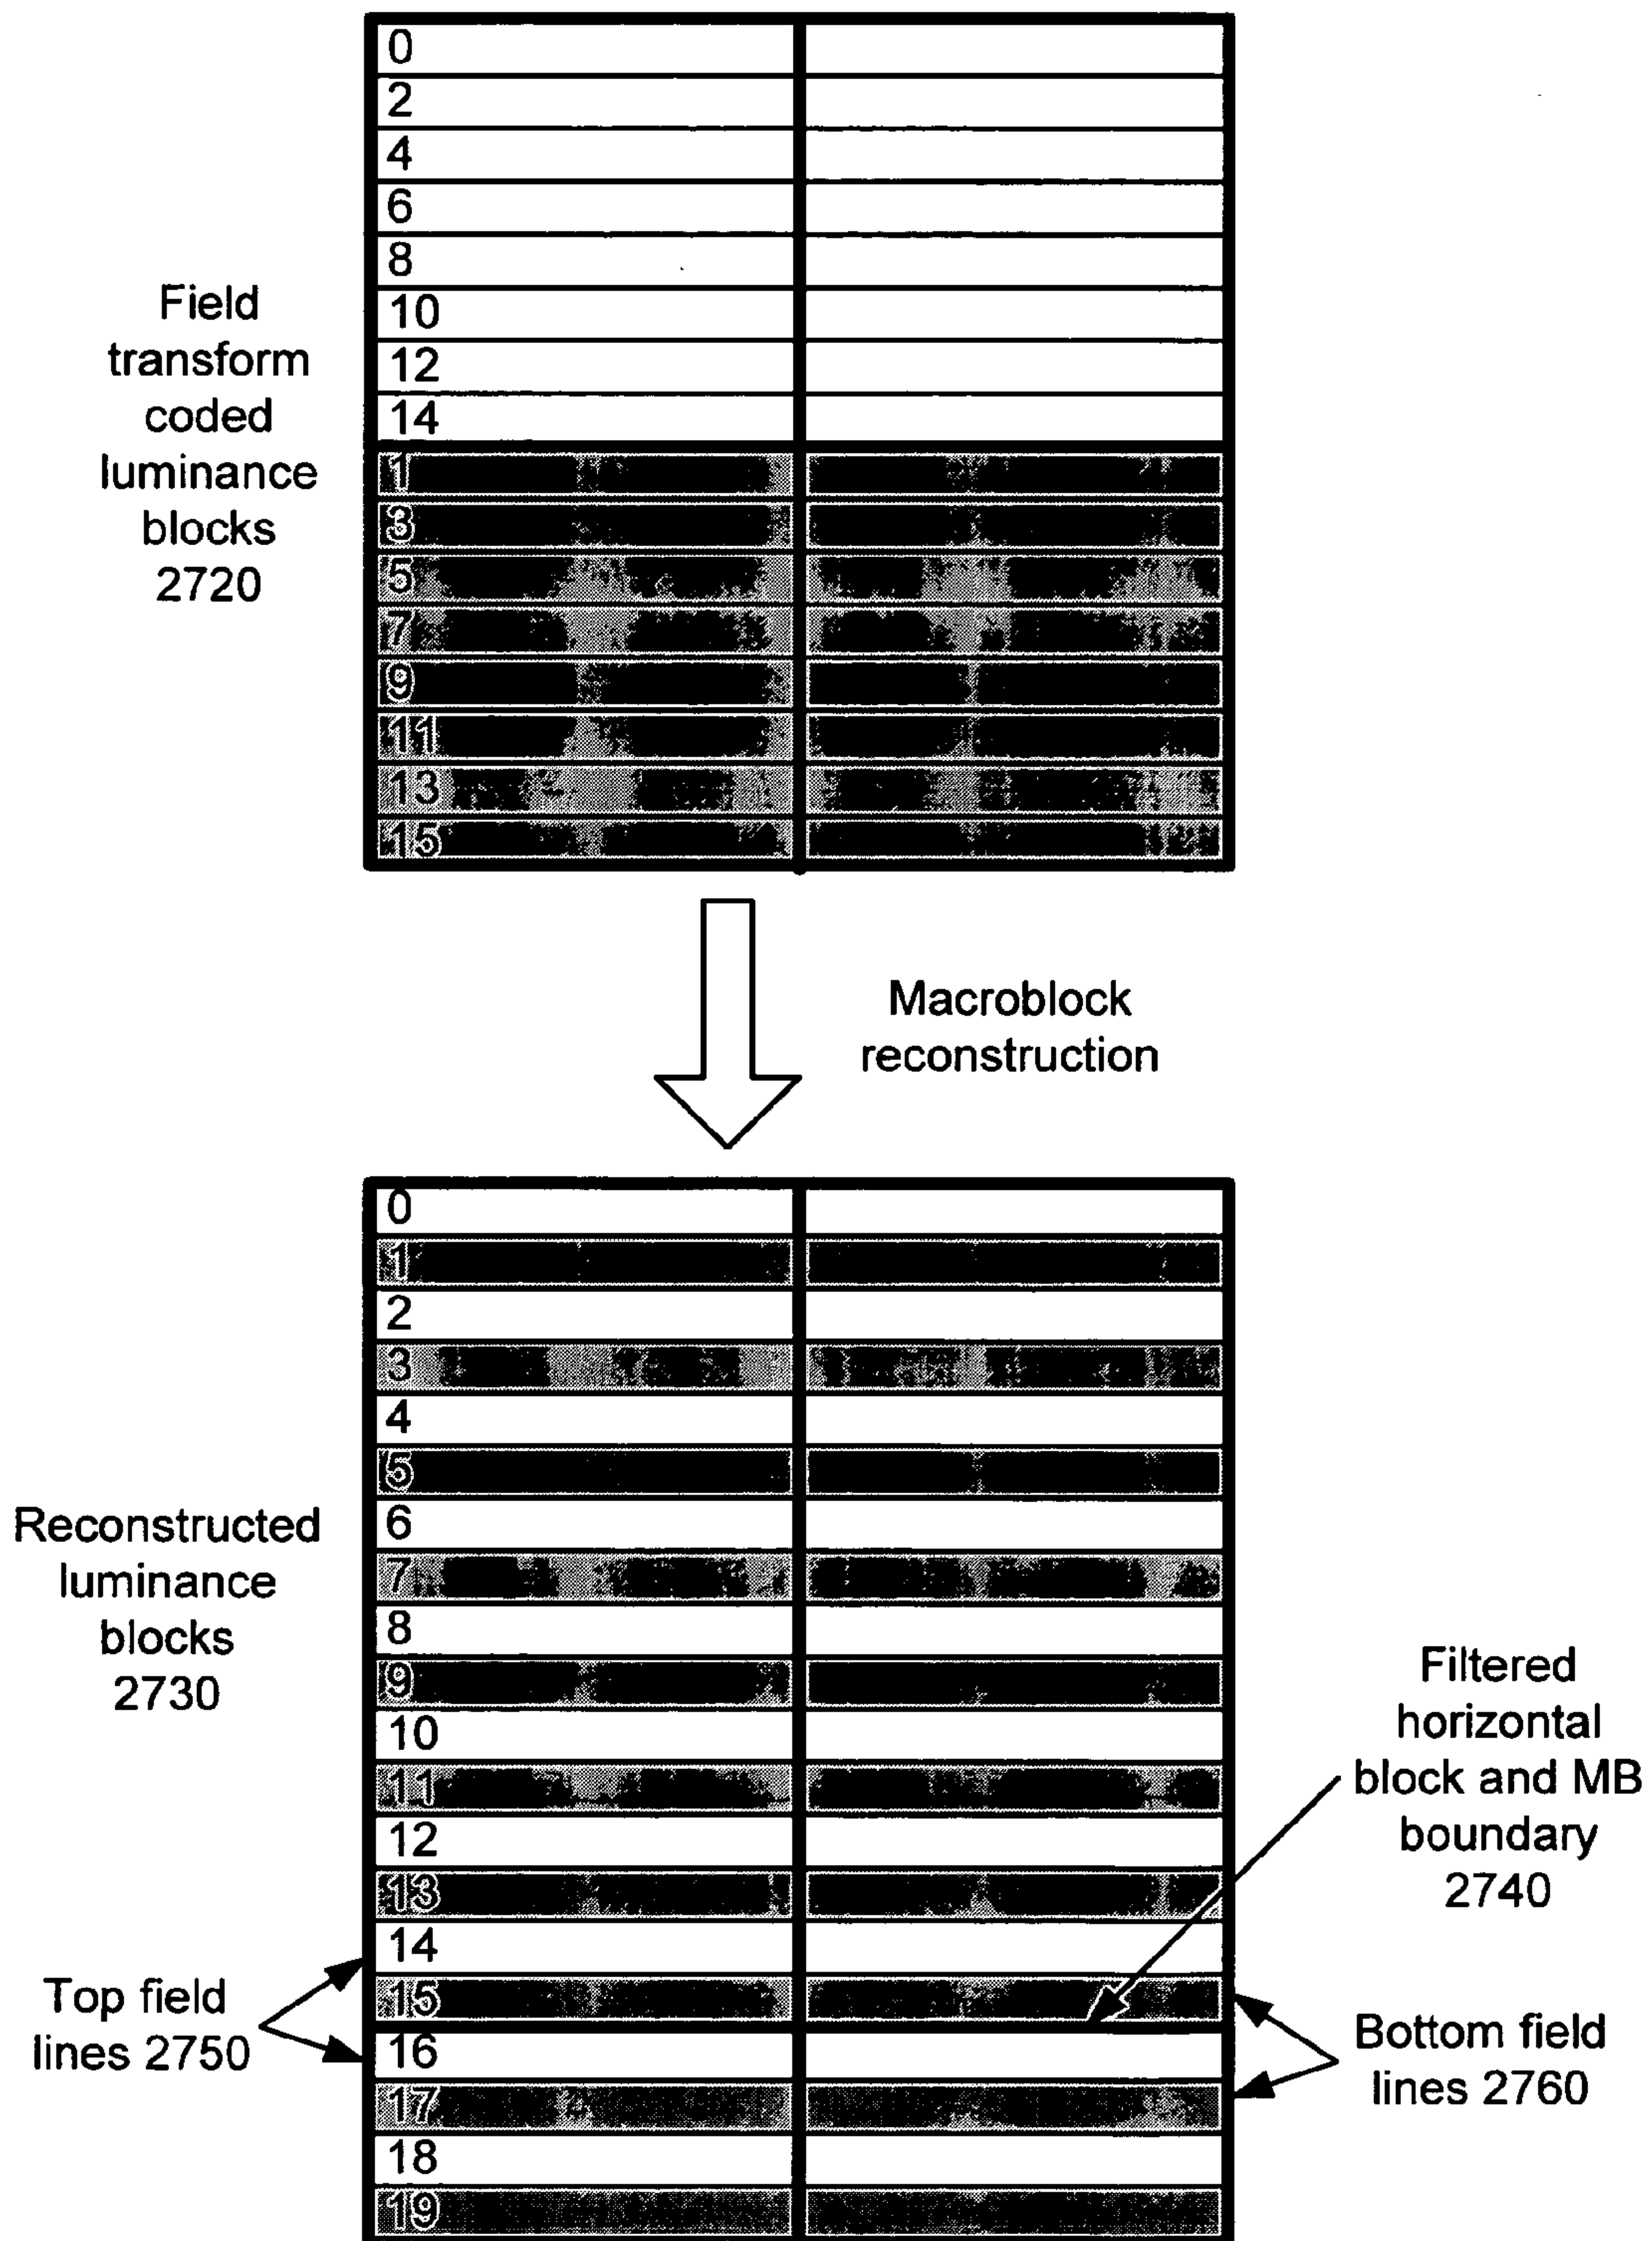 0
2
4
6
8
10
12
14
1
3
5
7
9
11
13
15
Field
transform
coded
luminance
blocks
2720
Macroblock
reconstruction
0
1
2
3
4
5
6
7
8
9
10
11
12
13
14
15
16
17
18
19
Reconstructed
luminance
blocks
2730
Filtered
horizontal
block and MB
boundary
2740
Top field
lines 2750
Bottom field
lines 2760